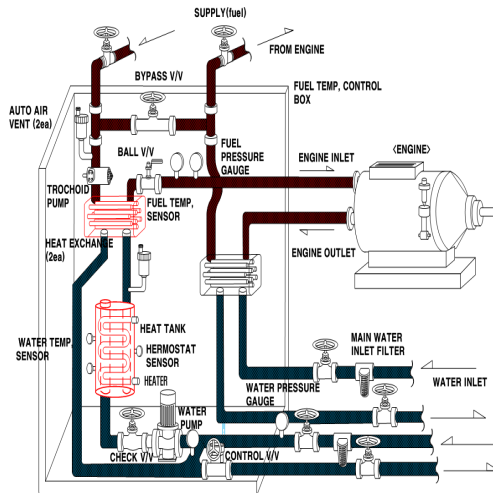 SUPPLY(fuel)
FROM ENGINE
BYPASS V/V
FUEL TEMP, CONTROL
BOX
AUTO AIR
VENT (2ea)
BALL V/V
FUEL
PRESSURE
GAUGE
<ENGINE>
ENGINE INLET
TROCHOID
PUMP
FUEL TEMP,
SENSOR
ENGINE OUTLET
HEAT EXCHANGE
(2ea)
HEAT TANK
WATER TEMP,
SENSOR
HERMOSTAT
SENSOR
HEATER
MAIN WATER
INLET FILTER
WATER PRESSURE
GAUGE
WATER INLET
WATER
PUMP
CHECK V/V
CONTROL V/V